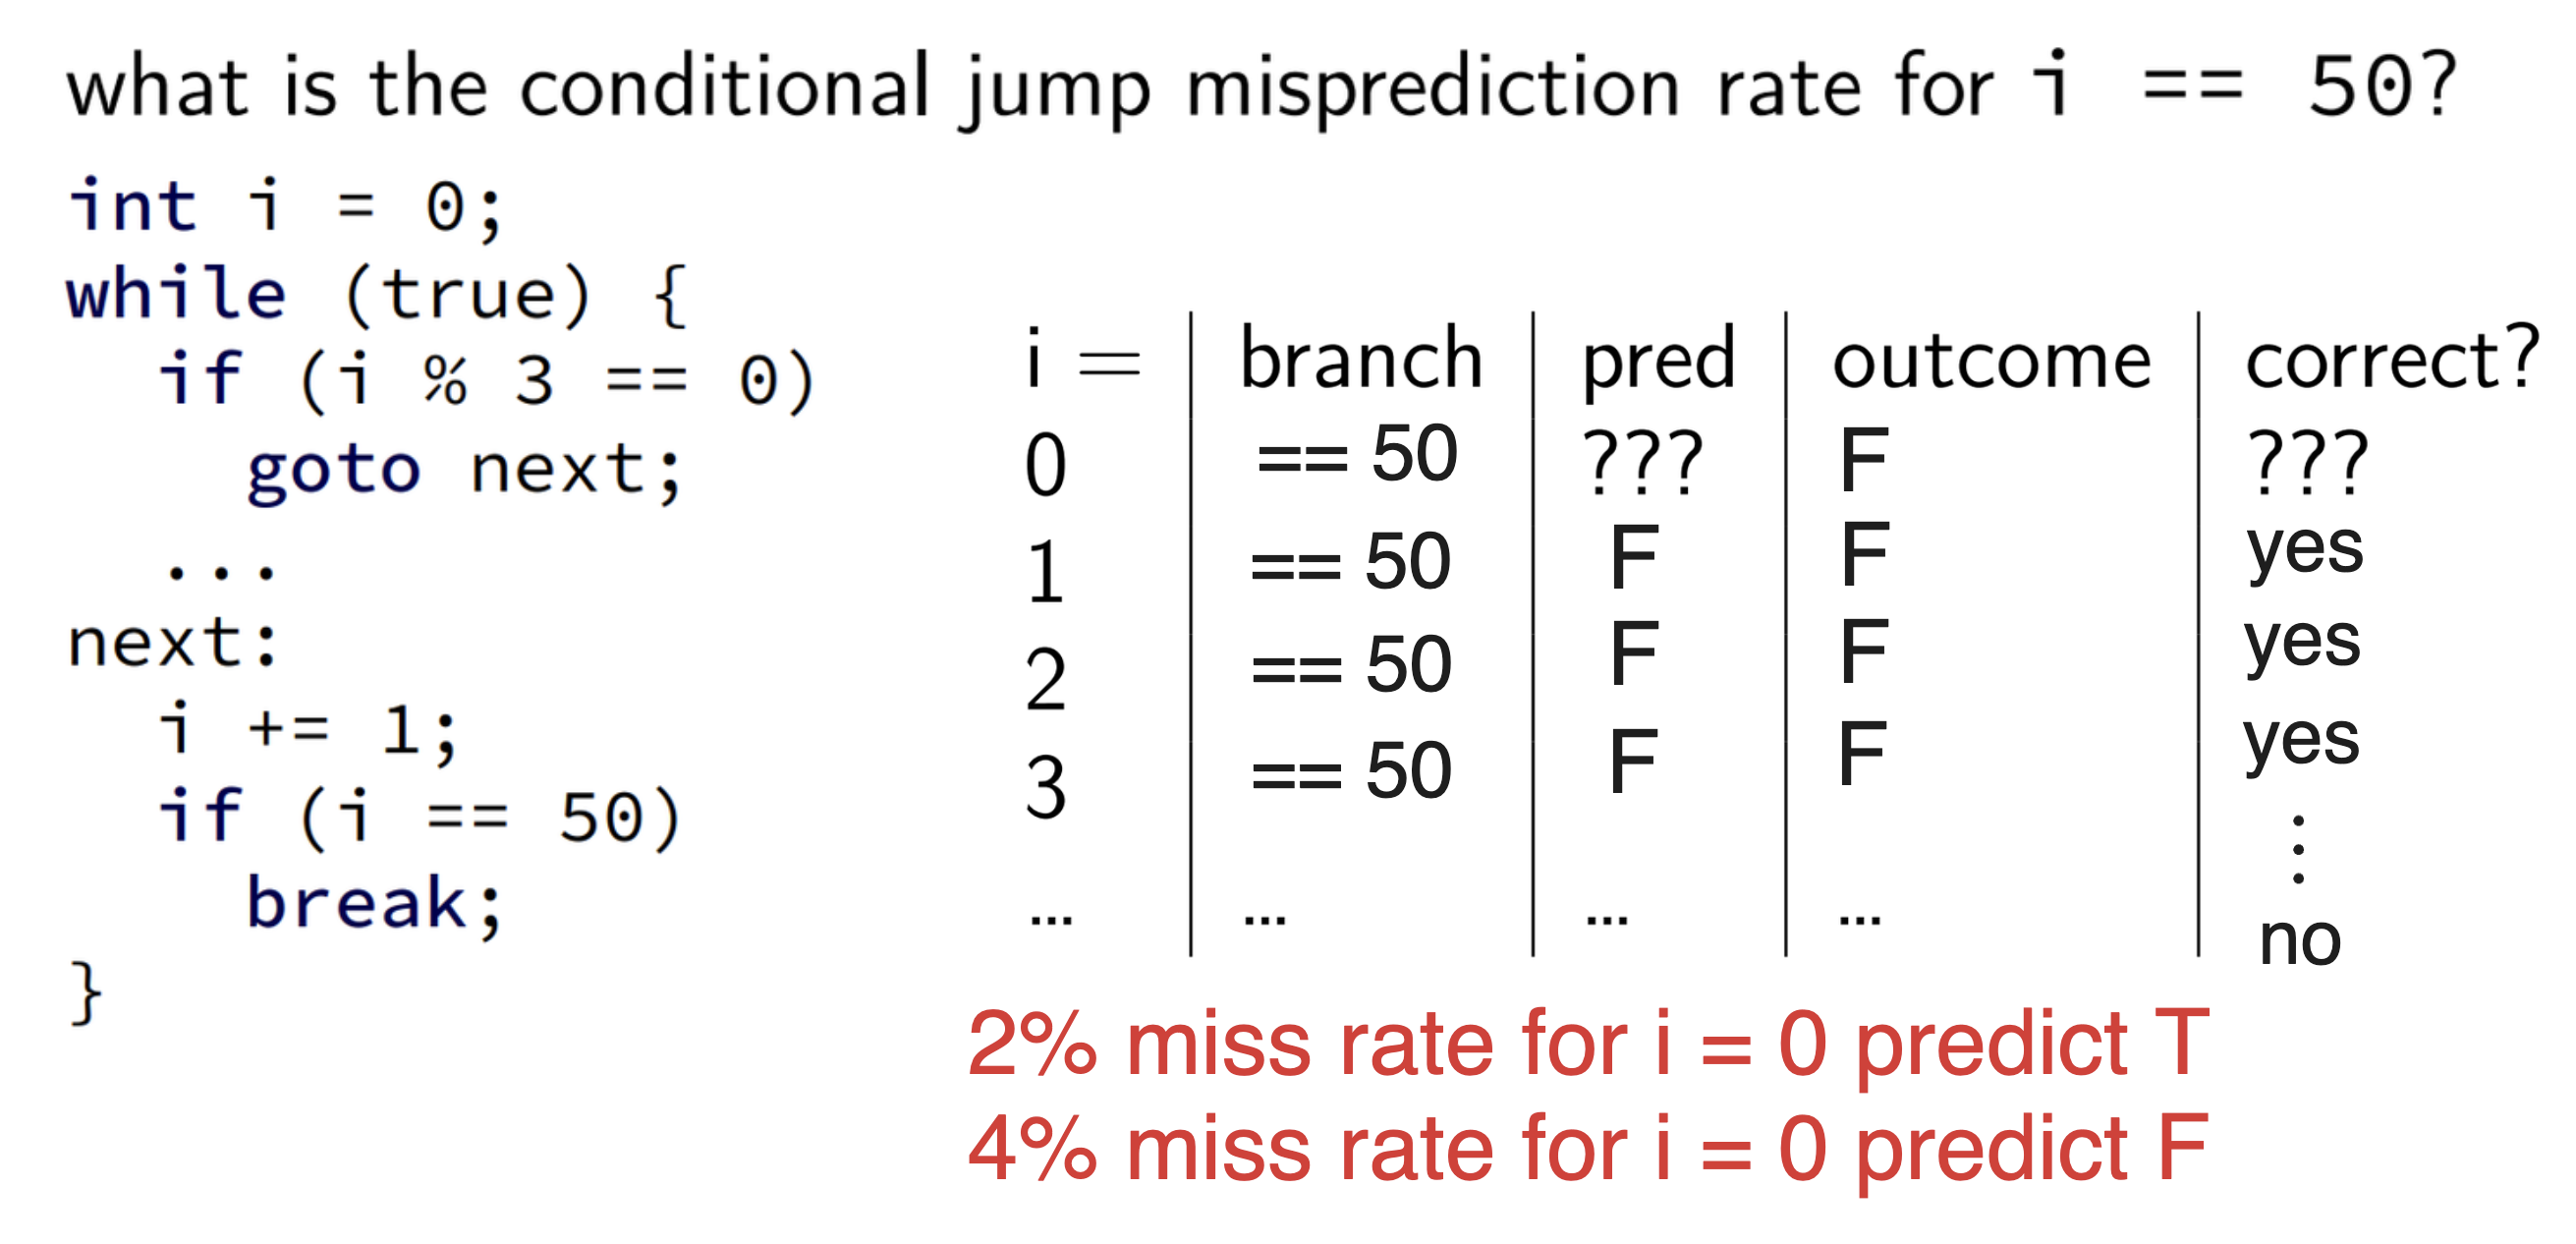 what is the conditional jump misprediction rate for i == 50?
int i = 0;
while (true) {
if (i % 3 == 0)
goto next;
...
next:
i += 1;
if (i == 50)
break;
}
i = branch pred outcome correct?
0 == 50 ??? F ???
1 == 50 F F yes
2 == 50 F F yes
3 == 50 F F yes
⋮
... ... ... ...
no
2% miss rate for i = 0 predict T
4% miss rate for i = 0 predict F